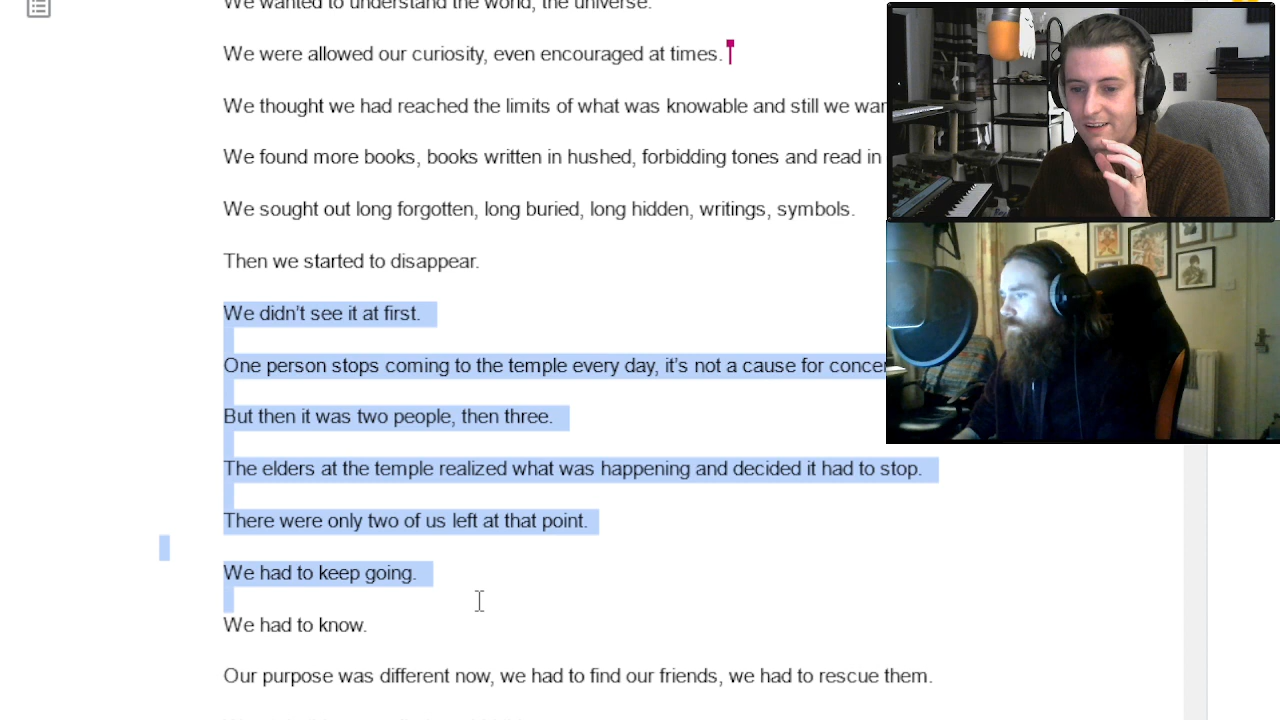 We wanted to understand the world, the universe.
We were allowed our curiosity, even encouraged at times.
We thought we had reached the limits of what was knowable and still we
We found more books, books written in hushed, forbidding tones and read in
We sought out long forgotten, long buried, long hidden, writings, symbols.
Then we started to disappear.
We didn’t see it at first.
One person stops coming to the temple every day, it’s not a cause for
But then it was two people, then three.
The elders at the temple realized what was happening and decided it had to stop.
There were only two of us left at that point.
We had to keep going.
We had to know.
Our purpose was different now, we had to find our friends, we had to rescue them.